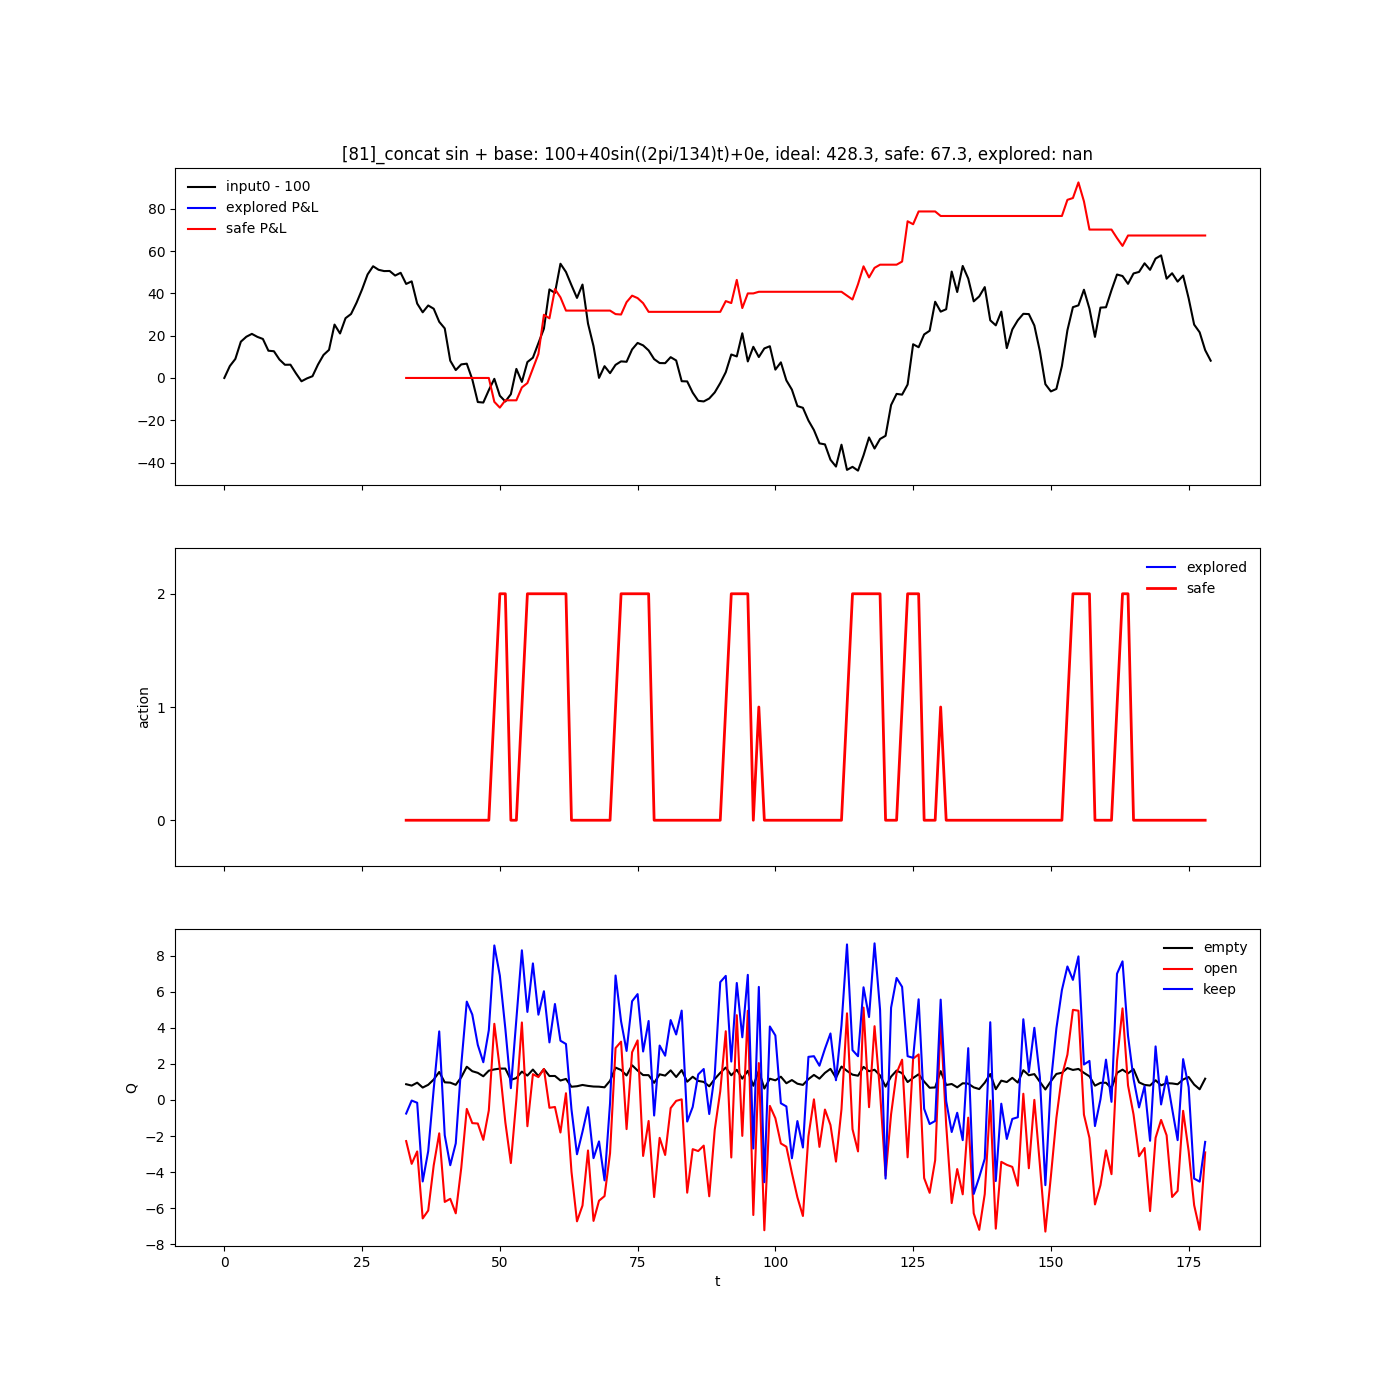 [81]_concat sin + base: 100+40sin((2pi/134)t)+0e, ideal: 428.3, safe: 67.3, explored: nan
input0 - 100
explored P&L
safe P&L
80
60
40
20
0
−20
−40
explored
safe
2
1
0
action
empty
open
keep
8
6
4
2
0
−2
−4
−6
−8
Q
0 25 50 75 100 125 150 175
t